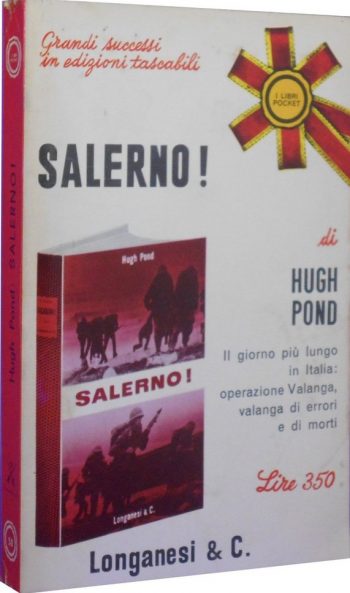 Grandi successi
in edizioni tascabili
I LIBRI
POCKET
SALERNO!
di
HUGH
POND
Il giorno più lungo
in Italia:
operazione Valanga,
valanga di errori
e di morti
Lire 350
Hugh Pond
SALERNO!
Longanesi & C.
Longanesi & C.
Hugh Pond SALERNO!